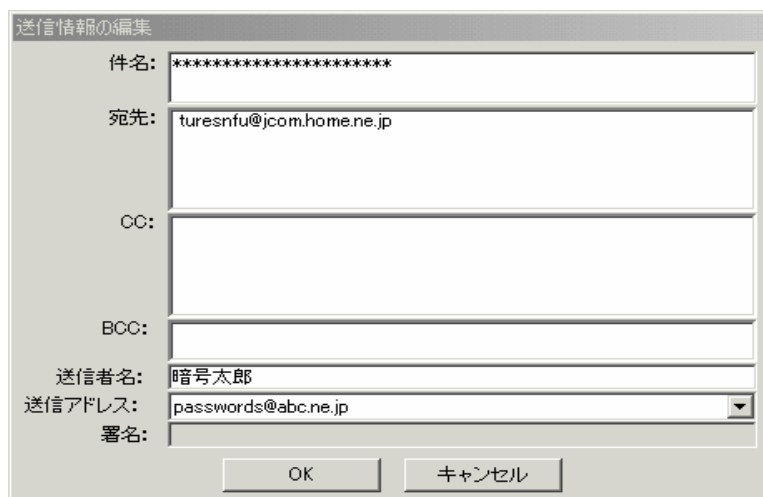 送信情報の編集
件名: **********************
宛先: turesnfu@jcom.home.ne.jp
CC:
BCC:
送信者名: 暗号太郎
送信アドレス: passwords@abc.ne.jp
署名:
OK キャンセル